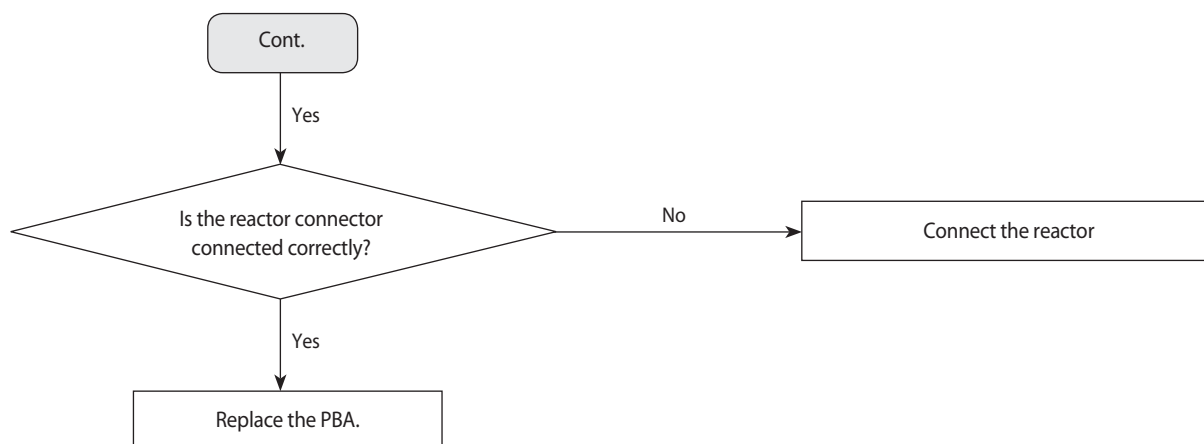 Cont.
Yes
Is the reactor connector
connected correctly?
No
Connect the reactor
Yes
Replace the PBA.